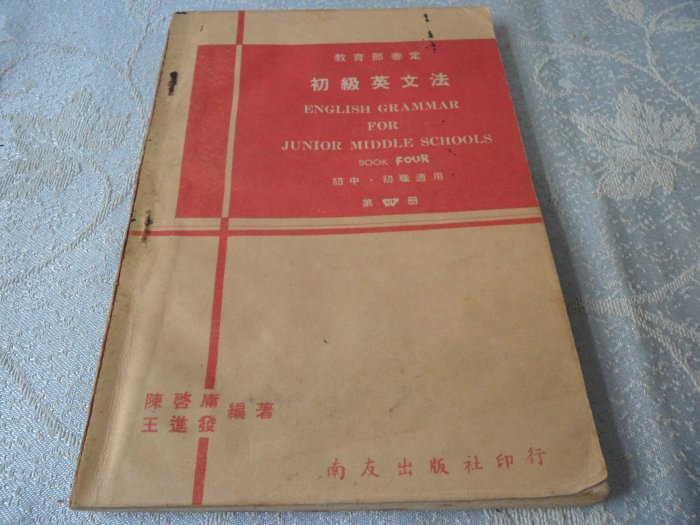 教育部審定
初級英文法
ENGLISH GRAMMAR
FOR
JUNIOR MIDDLE SCHOOLS
BOOK FOUR
初中、初職適用
第四册
陳啓庸
王進發
編著
南友出版社印行